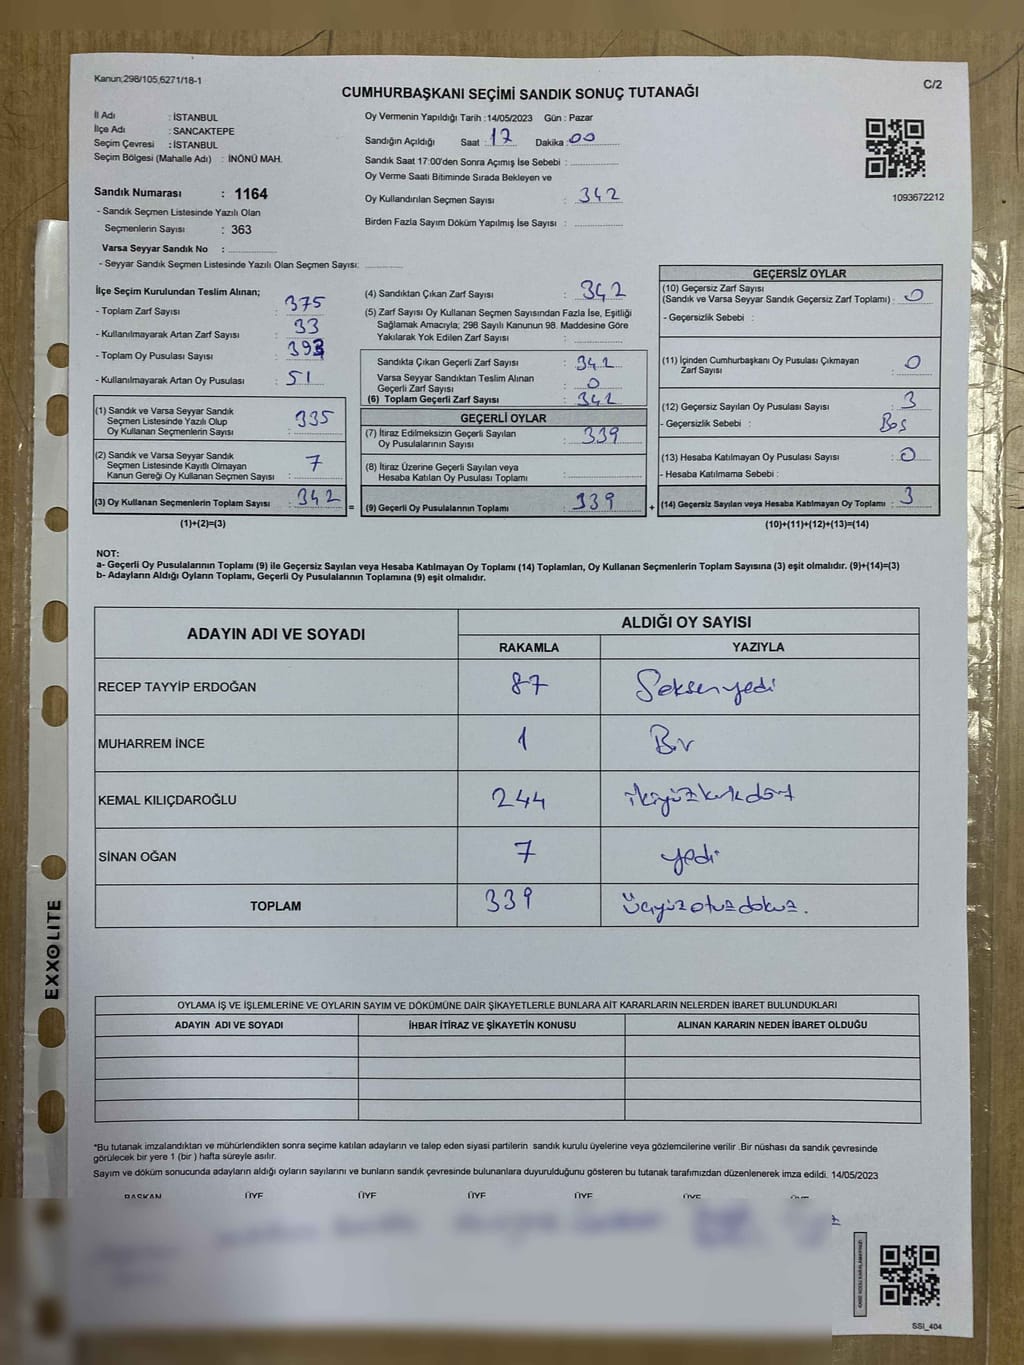 Kanun,298/105,6271/18-1
C/2
CUMHURBAŞKANI SEÇİMİ SANDIK SONUÇ TUTANAĞI
İl Adı : İSTANBUL
İlçe Adı : SANCAKTEPE
Seçim Çevresi : İSTANBUL
Seçim Bölgesi (Mahalle Adı) : İNÖNÜ MAH.
Sandık Numarası : 1164
- Sandık Seçmen Listesinde Yazılı Olan
Seçmenlerin Sayısı : 363
Varsa Seyyar Sandık No :
- Seyyar Sandık Seçmen Listesinde Yazılı Olan Seçmen Sayısı:
Oy Vermenin Yapıldığı Tarih :14/05/2023 Gün : Pazar
Sandığın Açıldığı Saat : 17 Dakika : 00
Sandık Saat 17:00'den Sonra Açımış İse Sebebi :
Oy Verme Saati Bitiminde Sırada Bekleyen ve
Oy Kullandırılan Seçmen Sayısı : 342
Birden Fazla Sayım Döküm Yapılmış İse Sayısı :
1093672212
İlçe Seçim Kurulundan Teslim Alınan;
- Toplam Zarf Sayısı : 375
- Kullanılmayarak Artan Zarf Sayısı : 33
- Toplam Oy Pusulası Sayısı : 393
- Kullanılmayarak Artan Oy Pusulası : 51
(1) Sandık ve Varsa Seyyar Sandık
Seçmen Listesinde Yazılı Olup
Oy Kullanan Seçmenlerin Sayısı : 335
(2) Sandık ve Varsa Seyyar Sandık
Seçmen Listesinde Kayıtlı Olmayan
Kanun Gereği Oy Kullanan Seçmen Sayısı : 7
(3) Oy Kullanan Seçmenlerin Toplam Sayısı : 342
(1)+(2)=(3)
=
(4) Sandıktan Çıkan Zarf Sayısı : 342
(5) Zarf Sayısı Oy Kullanan Seçmen Sayısından Fazla İse, Eşitliği
Sağlamak Amacıyla; 298 Sayılı Kanunun 98. Maddesine Göre
Yakılarak Yok Edilen Zarf Sayısı :
Sandıkta Çıkan Geçerli Zarf Sayısı : 342
Varsa Seyyar Sandıktan Teslim Alınan
Geçerli Zarf Sayısı : 0
(6) Toplam Geçerli Zarf Sayısı : 342
GEÇERLİ OYLAR
(7) İtiraz Edilmeksizin Geçerli Sayılan
Oy Pusulalarının Sayısı : 339
(8) İtiraz Üzerine Geçerli Sayılan veya
Hesaba Katılan Oy Pusulası Toplamı :
(9) Geçerli Oy Pusulalarının Toplamı : 339
+
GEÇERSİZ OYLAR
(10) Geçersiz Zarf Sayısı
(Sandık ve Varsa Seyyar Sandık Geçersiz Zarf Toplamı) : 0
- Geçersizlik Sebebi :
(11) İçinden Cumhurbaşkanı Oy Pusulası Çıkmayan
Zarf Sayısı : 0
(12) Geçersiz Sayılan Oy Pusulası Sayısı : 3
- Geçersizlik Sebebi : Boş
(13) Hesaba Katılmayan Oy Pusulası Sayısı : 0
- Hesaba Katılmama Sebebi :
(14) Geçersiz Sayılan veya Hesaba Katılmayan Oy Toplamı : 3
(10)+(11)+(12)+(13)=(14)
NOT:
a- Geçerli Oy Pusulalarının Toplamı (9) ile Geçersiz Sayılan veya Hesaba Katılmayan Oy Toplamı (14) Toplamları, Oy Kullanan Seçmenlerin Toplam Sayısına (3) eşit olmalıdır. (9)+(14)=(3)
b- Adayların Aldığı Oyların Toplamı, Geçerli Oy Pusulalarının Toplamına (9) eşit olmalıdır.
ADAYIN ADI VE SOYADI
ALDIĞI OY SAYISI
RAKAMLA YAZIYLA
RECEP TAYYİP ERDOĞAN 87 Seksenyedi
MUHARREM İNCE 1 Bir
KEMAL KILIÇDAROĞLU 244 ikiyüzkırkdört
SİNAN OĞAN 7 yedi
TOPLAM 339 Üçyüzotuzdokuz.
OYLAMA İŞ VE İŞLEMLERİNE VE OYLARIN SAYIM VE DÖKÜMÜNE DAİR ŞİKAYETLERLE BUNLARA AİT KARARLARIN NELERDEN İBARET BULUNDUKLARI
ADAYIN ADI VE SOYADI İHBAR İTİRAZ VE ŞİKAYETİN KONUSU ALINAN KARARIN NEDEN İBARET OLDUĞU
*Bu tutanak imzalandıktan ve mühürlendikten sonra seçime katılan adayların ve talep eden siyasi partilerin sandık kurulu üyelerine veya gözlemcilerine verilir .Bir nüshası da sandık çevresinde
görülecek bir yere 1 (bir ) hafta süreyle asılır.
Sayım ve döküm sonucunda adayların aldığı oyların sayılarını ve bunların sandık çevresinde bulunanlara duyurulduğunu gösteren bu tutanak tarafımızdan düzenlenerek imza edildi. 14/05/2023
BAŞKAN ÜYE ÜYE ÜYE ÜYE ÜYE ÜYE
SSI_404
EXXOLITE